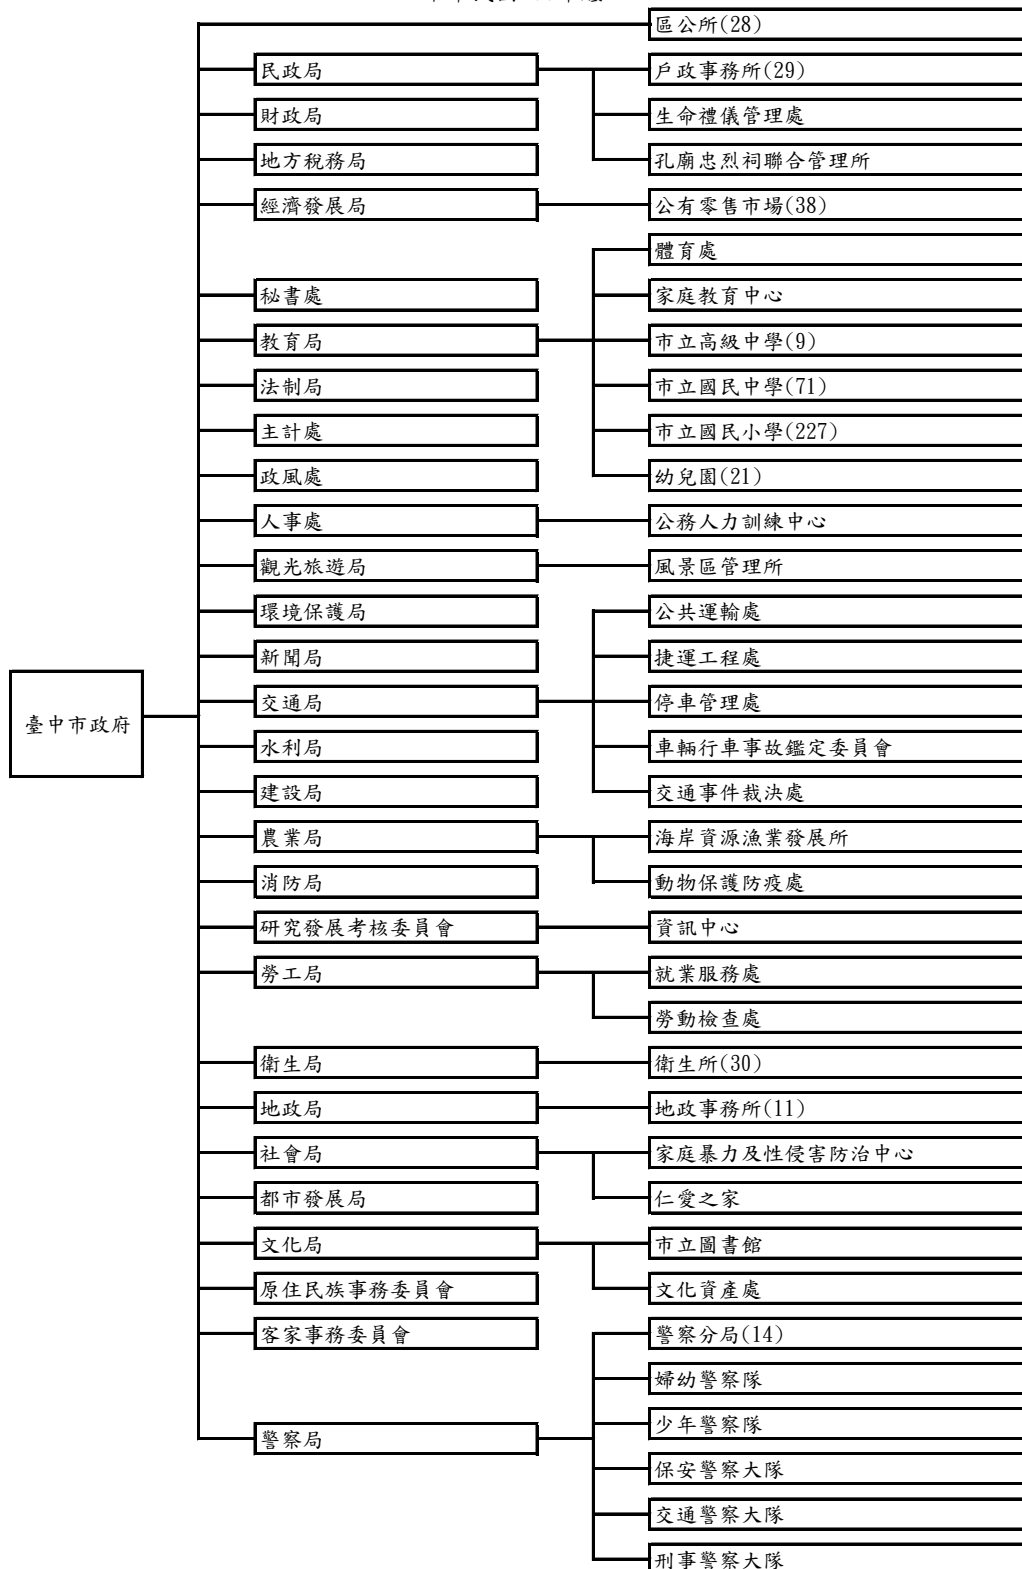 區公所(28)
民政局
戶政事務所(29)
財政局
生命禮儀管理處
地方稅務局
孔廟忠烈祠聯合管理所
經濟發展局
公有零售市場(38)
體育處
秘書處
家庭教育中心
教育局
市立高級中學(9)
法制局
市立國民中學(71)
主計處
市立國民小學(227)
政風處
幼兒園(21)
人事處
公務人力訓練中心
觀光旅遊局
風景區管理所
環境保護局
公共運輸處
新聞局
捷運工程處
臺中市政府
交通局
停車管理處
水利局
車輛行車事故鑑定委員會
建設局
交通事件裁決處
農業局
海岸資源漁業發展所
消防局
動物保護防疫處
研究發展考核委員會
資訊中心
勞工局
就業服務處
勞動檢查處
衛生局
衛生所(30)
地政局
地政事務所(11)
社會局
家庭暴力及性侵害防治中心
都市發展局
仁愛之家
文化局
市立圖書館
原住民族事務委員會
文化資產處
客家事務委員會
警察分局(14)
婦幼警察隊
少年警察隊
警察局
保安警察大隊
交通警察大隊
刑事警察大隊